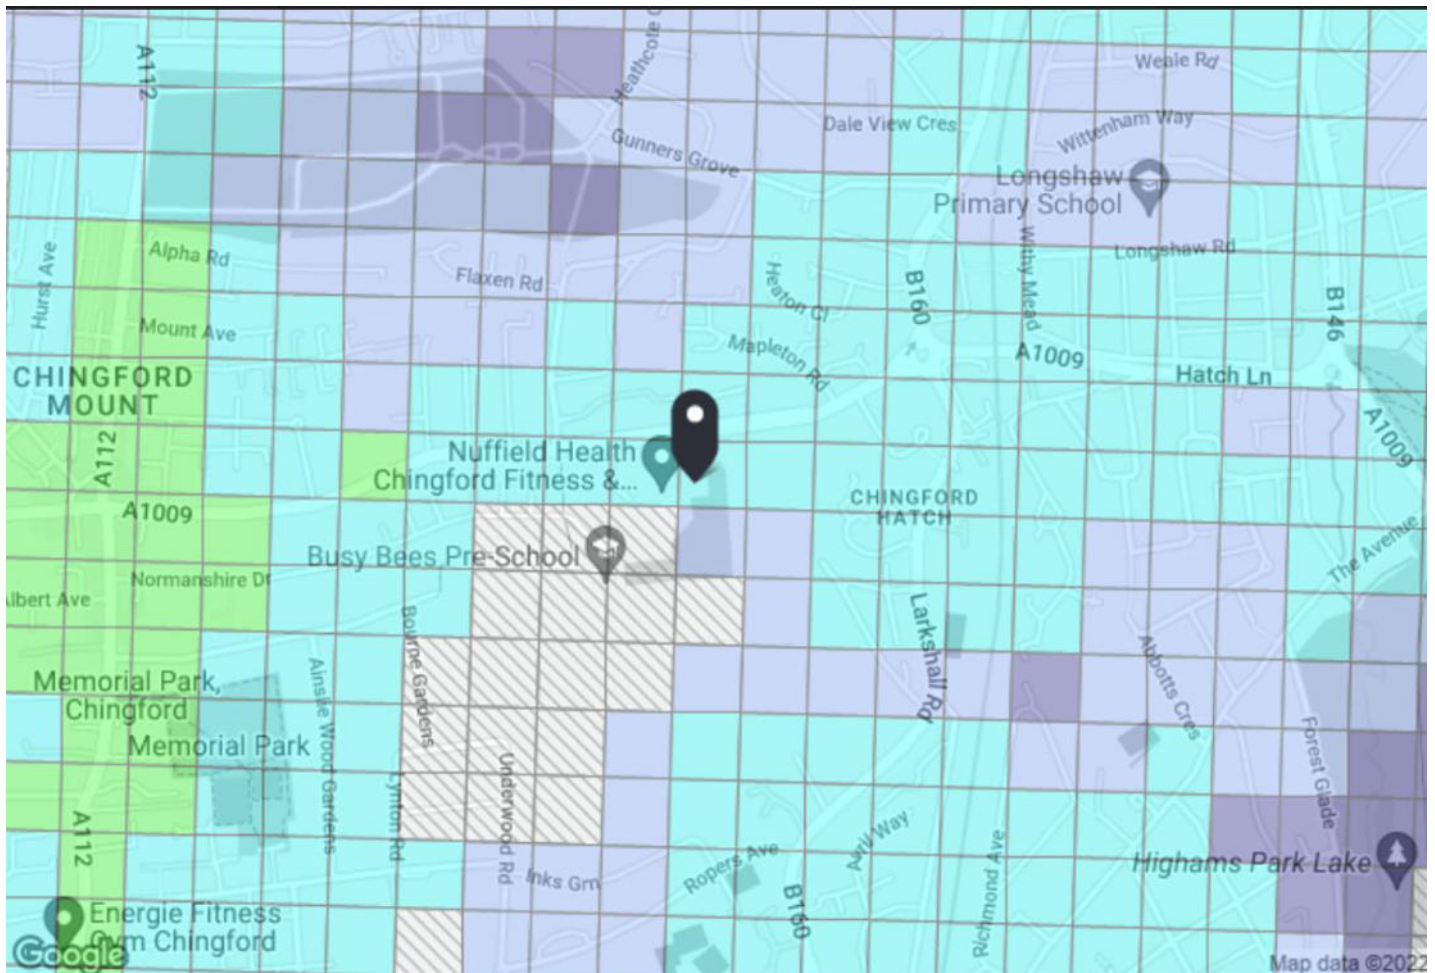 A112
Heathcote
Weale Rd
Dale View Cres
Wittenham Way
Gunners Grove
Longshaw
Primary School
Longshaw Rd
Withy Mead
Hurst Ave
Alpha Rd
Flaxen Rd
Heaton Cl
B160
B146
Mount Ave
Mapleton Rd
A1009
Hatch Ln
CHINGFORD
MOUNT
A112
Nuffield Health
Chingford Fitness &...
A1009
CHINGFORD
HATCH
A1009
Busy Bees Pre-School
The Avenue
Normanshire Dr
Albert Ave
Bourne Gardens
Larkshall Rd
Abbotts Cres
Memorial Park,
Chingford
Ainslie Wood Gardens
Memorial Park
Forest Glade
Underwood Rd
Lynton Rd
A112
Avril Way
Richmond Ave
Ropers Ave
Inks Grn
Highams Park Lake
B160
Energie Fitness
Gym Chingford
Google
Map data ©2022